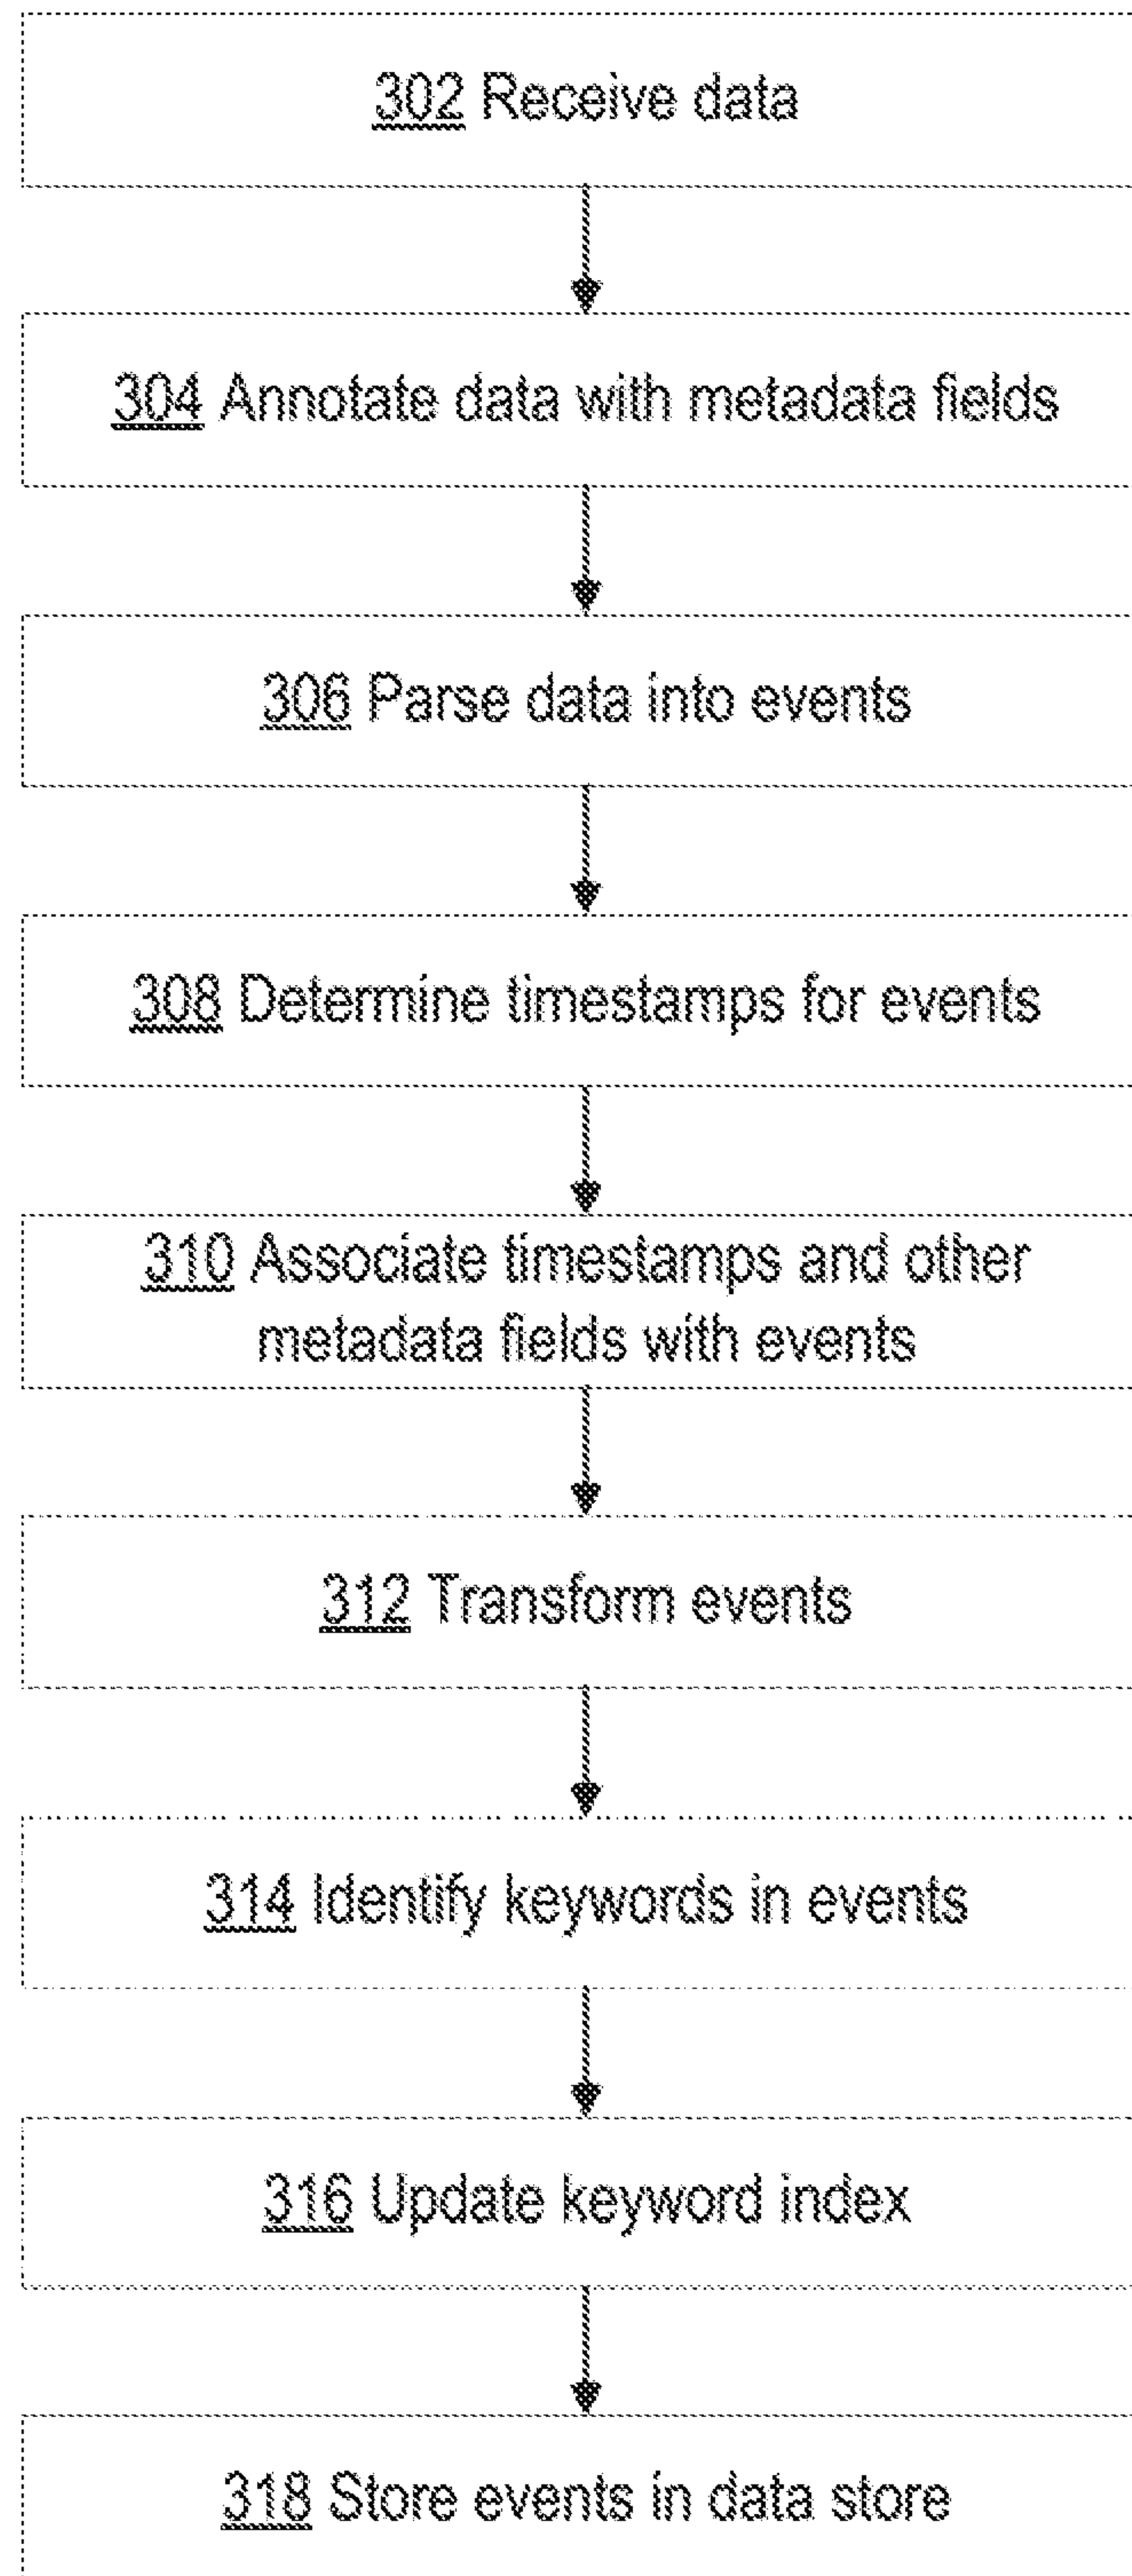 302 Receive data
304 Annotate data with metadata fields
306 Parse data into events
308 Determine timestamps for events
310 Associate timestamps and other
metadata fields with events
312 Transform events
314 Identify keywords in events
316 Update keyword index
318 Store events in data store